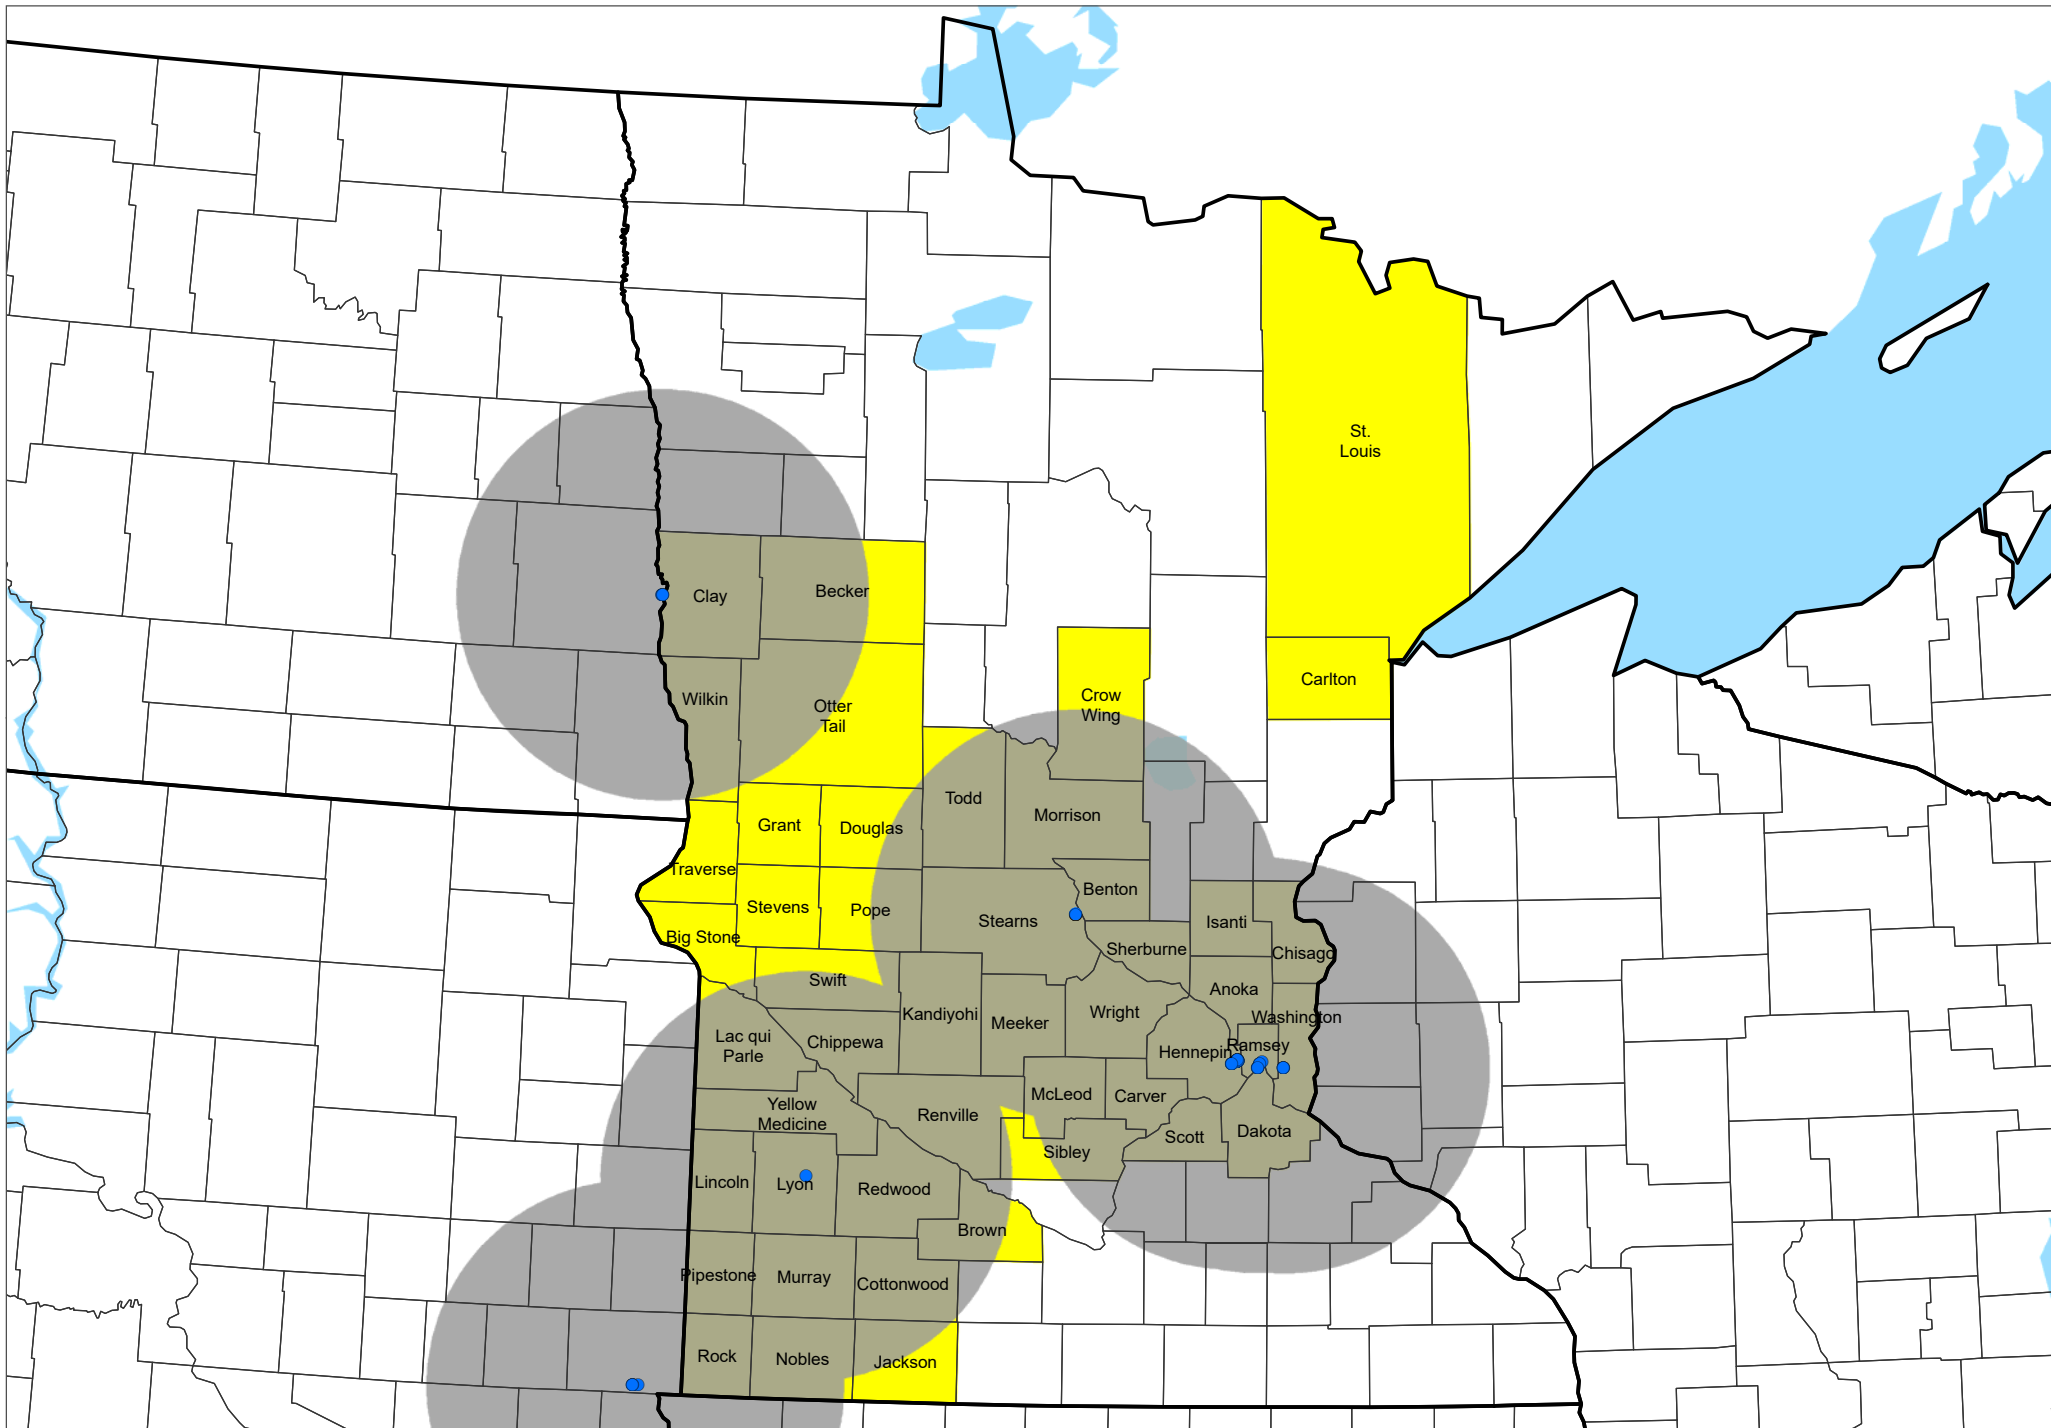 St.
Louis
Clay
Becker
Carlton
Wilkin
Crow
Wing
Otter
Tail
Todd
Morrison
Grant
Douglas
Traverse
Benton
Stevens
Pope
Stearns
Isanti
Big Stone
Sherburne
Chisago
Swift
Anoka
Kandiyohi
Meeker
Wright
Washington
Lac qui
Parle
Chippewa
Hennepin
Ramsey
McLeod
Carver
Yellow
Medicine
Renville
Scott
Dakota
Sibley
Lincoln
Lyon
Redwood
Brown
Pipestone
Murray
Cottonwood
Rock
Nobles
Jackson